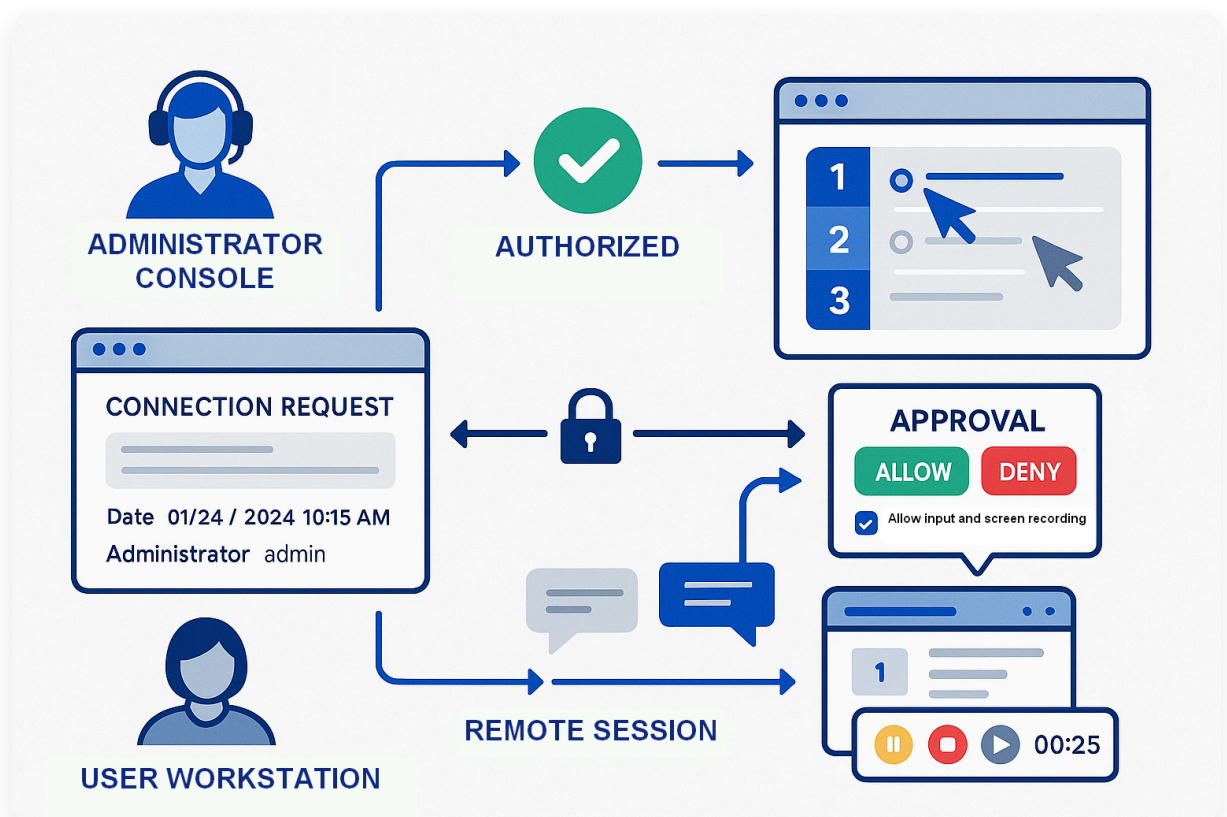 ADMINISTRATOR
CONSOLE
AUTHORIZED
1
2
3
CONNECTION REQUEST
Date 01/24 / 2024 10:15 AM
Administrator admin
APPROVAL
ALLOW DENY
Allow input and screen recording
1
00:25
REMOTE SESSION
USER WORKSTATION